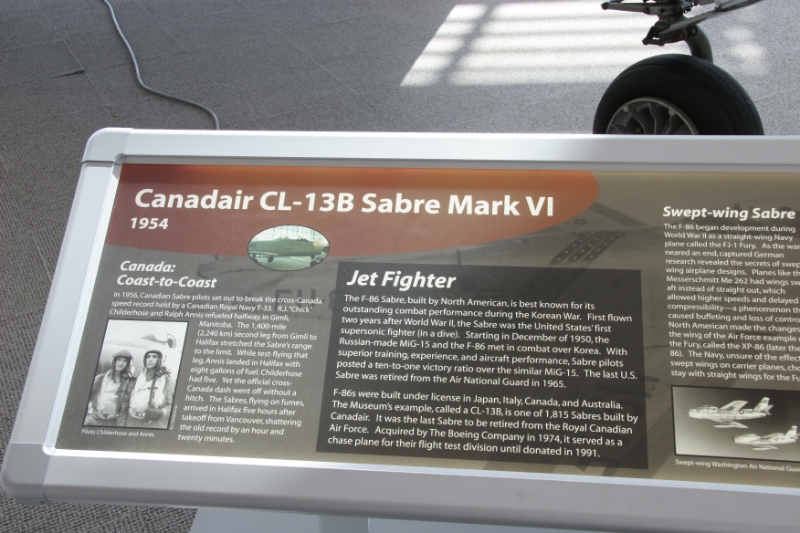 Canadair CL-13B Sabre Mark VI
1954
Canada:
Coast-to-Coast
In 1956, Canadian Sabre pilots set out to break the cross-Canada
speed record held by a Canadian Royal Navy T-33. R.J. "Chick"
Childerhose and Ralph Annis refueled halfway, in Gimli,
Manitoba. The 1,400-mile
(2,240 km) second leg from Gimli to
Halifax stretched the Sabre's range
to the limit. While test-flying that
leg, Annis landed in Halifax with
eight gallons of fuel. Childerhose
had five. Yet the official cross-
Canada dash went off without a
hitch. The Sabres, flying on fumes,
arrived in Halifax five hours after
takeoff from Vancouver, shattering
the old record by an hour and
twenty minutes.
Pilots Childerhose and Annis.
Jet Fighter
The F-86 Sabre, built by North American, is best known for its
outstanding combat performance during the Korean War. First flown
two years after World War II, the Sabre was the United States' first
supersonic fighter (in a dive). Starting in December of 1950, the
Russian-made MiG-15 and the F-86 met in combat over Korea. With
superior training, experience, and aircraft performance, Sabre pilots
posted a ten-to-one victory ratio over the similar MiG-15. The last U.S.
Sabre was retired from the Air National Guard in 1965.
F-86s were built under license in Japan, Italy, Canada, and Australia.
The Museum's example, called a CL-13B, is one of 1,815 Sabres built by
Canadair. It was the last Sabre to be retired from the Royal Canadian
Air Force. Acquired by The Boeing Company in 1974, it served as a
chase plane for their flight test division until donated in 1991.
Swept-wing Sabre
The F-86 began development during
World War II as a straight-wing Navy
plane called the FJ-1 Fury. As the war
neared an end, captured German
research revealed the secrets of swept
wing airplane designs. Planes like th
Messerschmitt Me 262 had wings sw
aft instead of straight out, which
allowed higher speeds and delayed
compressibility—a phenomenon th
caused buffeting and loss of contro
North American made the changes
the wing of the Air Force example
the Fury, called the XP-86 (later the
86). The Navy, unsure of the effect
swept wings on carrier planes, cho
stay with straight wings for the Fu
Swept-wing Washington Air National Gua